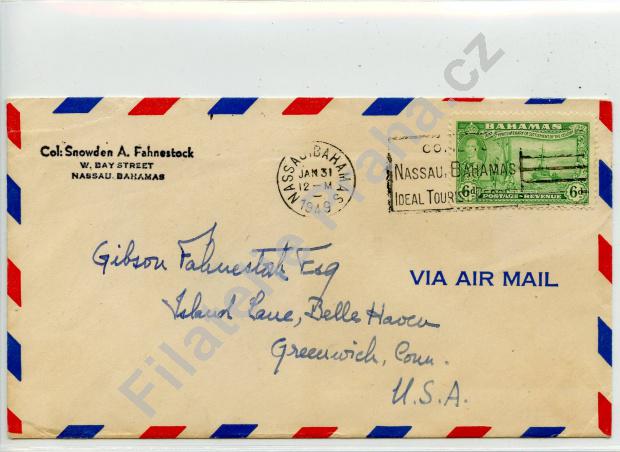 Col: Snowden A. Fahnestock
W. BAY STREET
NASSAU, BAHAMAS
NASSAU, BAHAMAS
JAN 31
12 - M
1949
NASSAU, BAHAMAS
IDEAL TOUR
BAHAMAS
6d
6d
POSTAGE - REVENUE
VIA AIR MAIL
Gibson Fahnestock Esq
Island Lane, Belle Haven
Greenwich, Conn.
U.S.A.
Filatelie Praha.cz